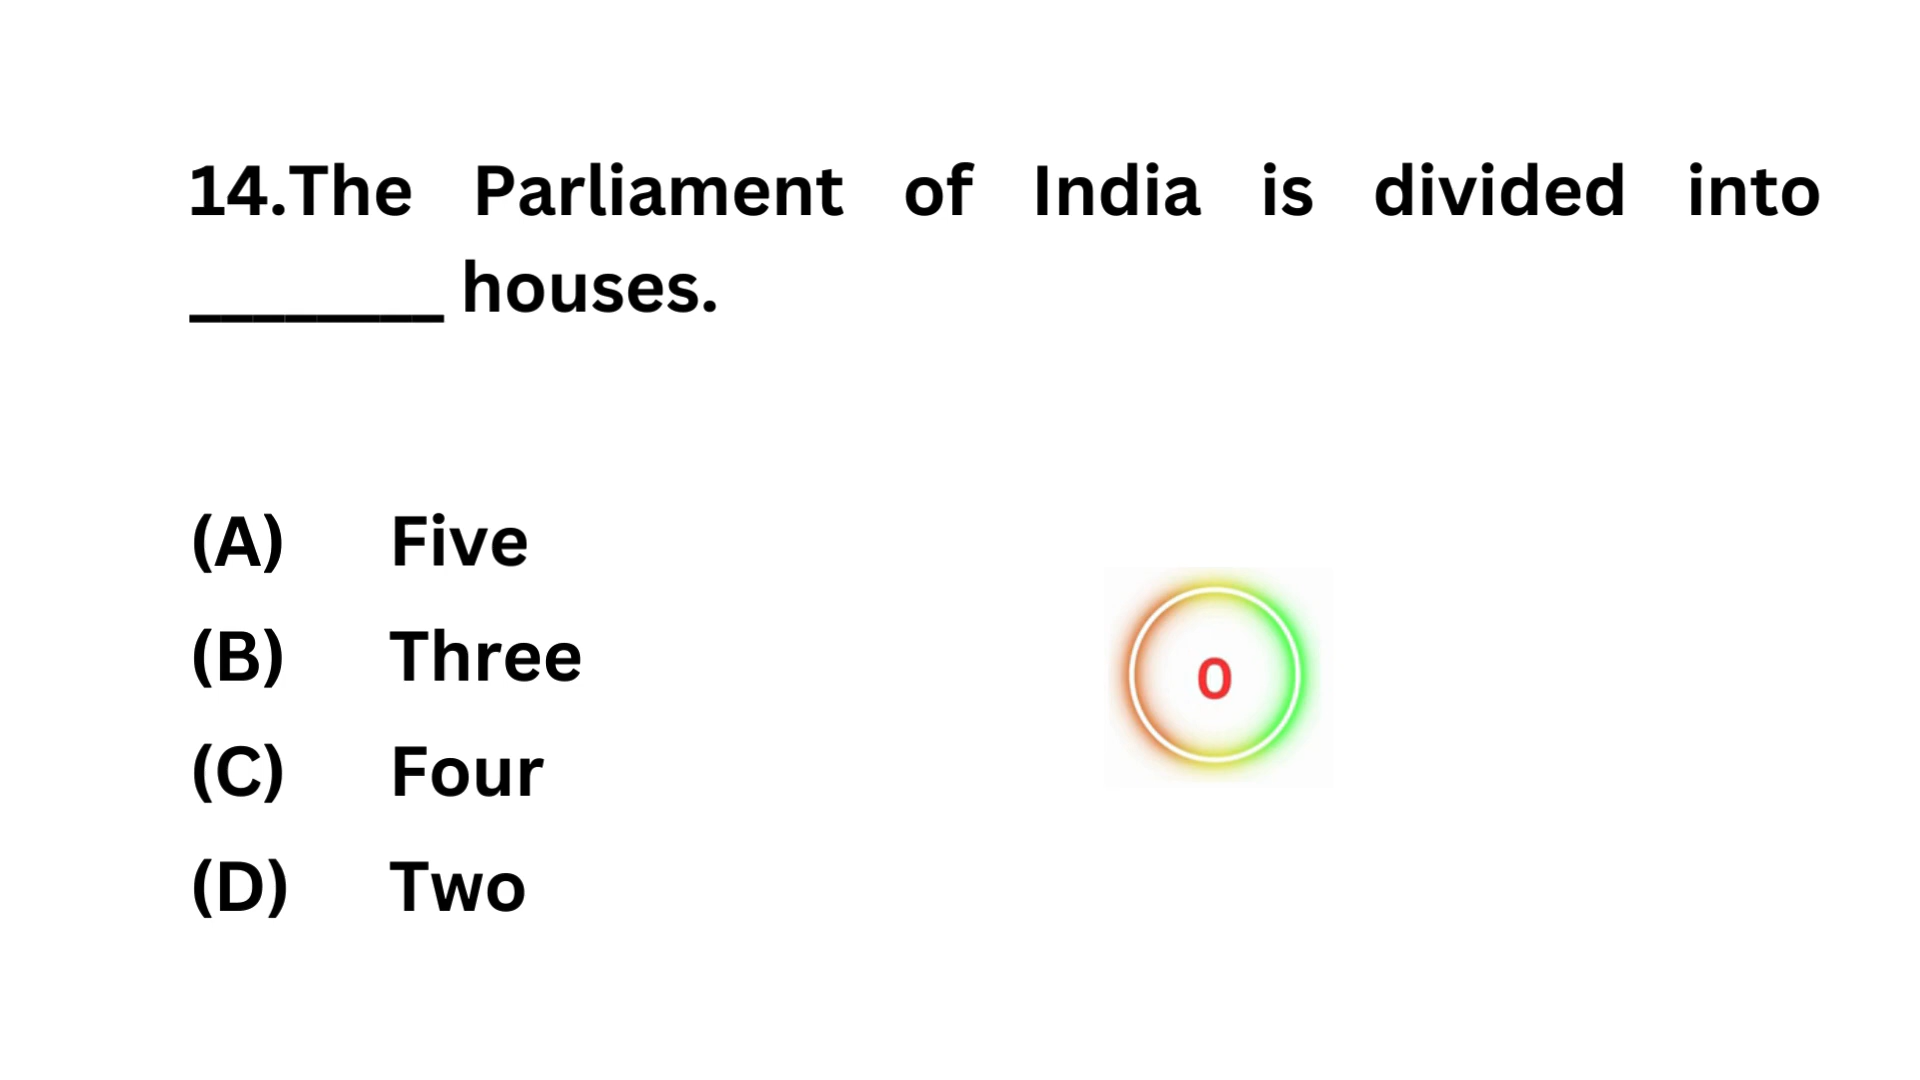 14.The Parliament of India is divided into
________ houses.
(A) Five
(B) Three
0
(C) Four
(D) Two